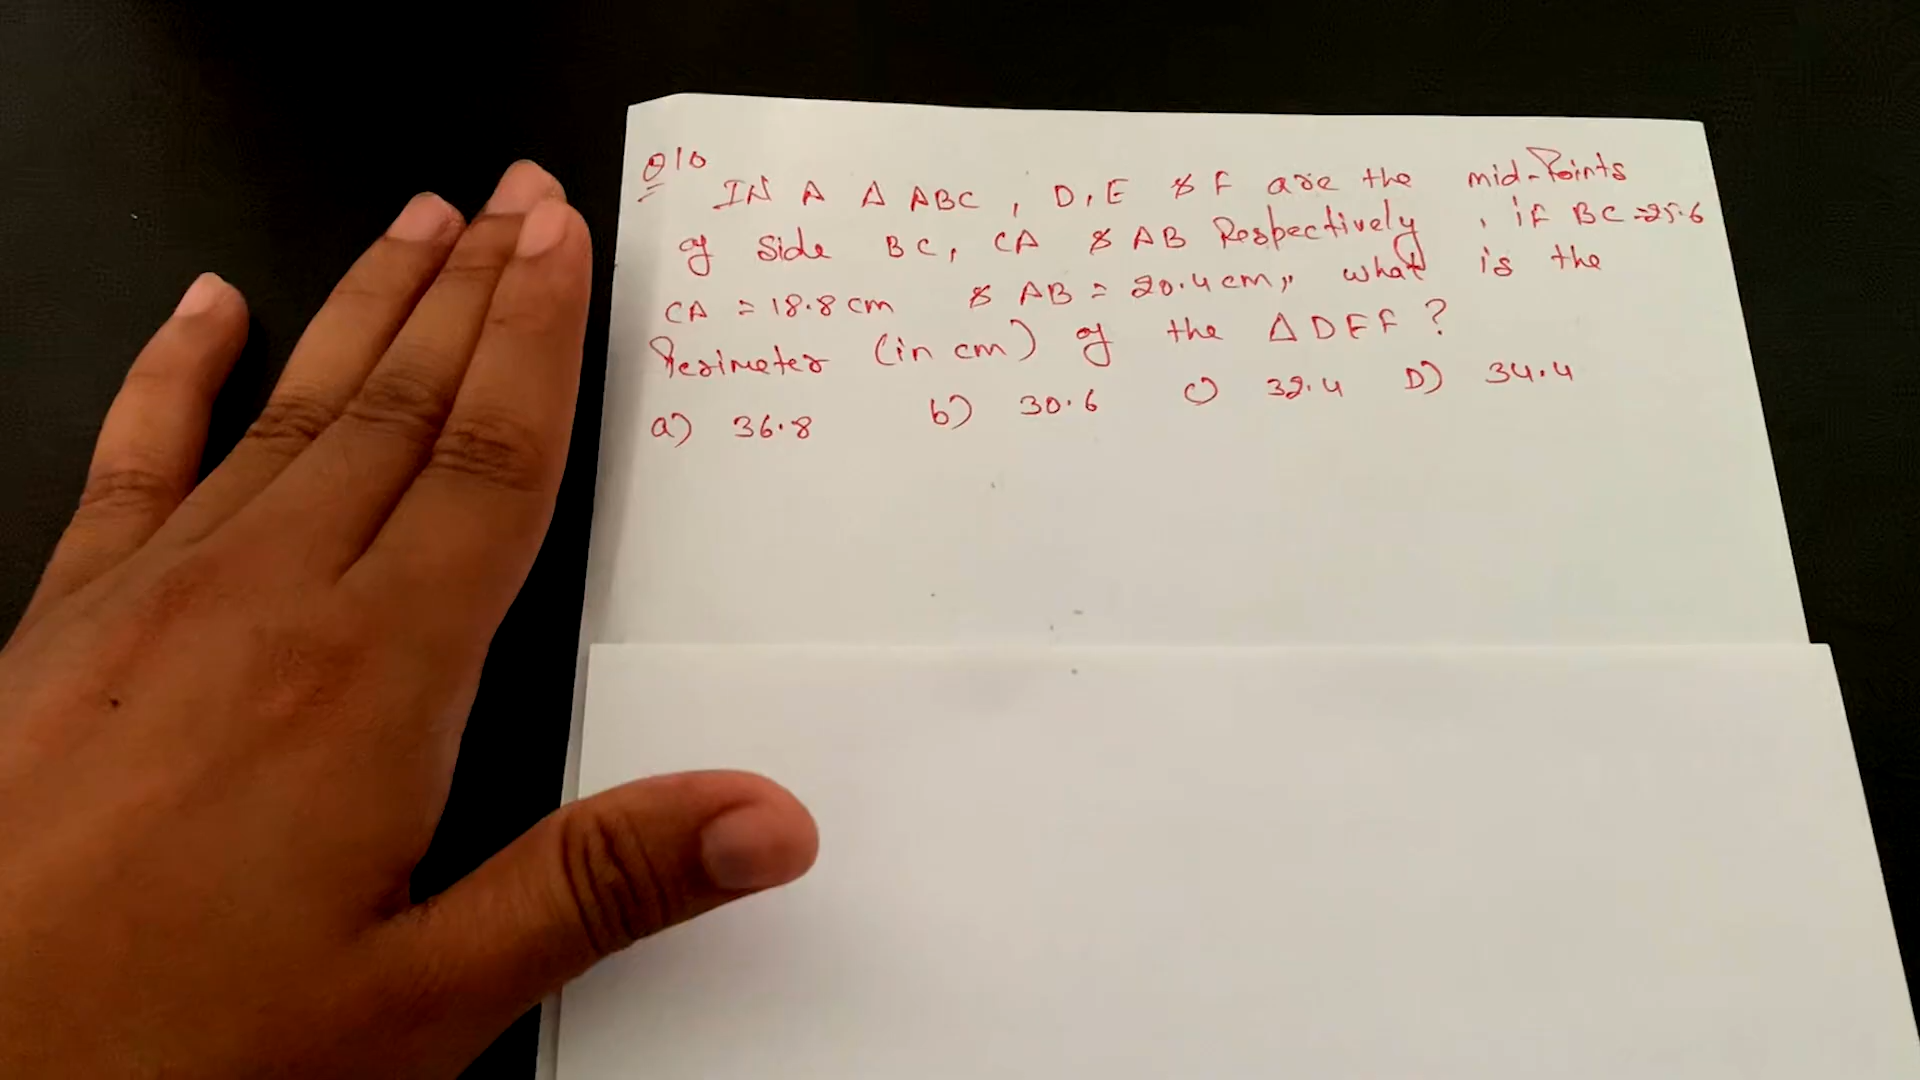 Q10
IN A Δ ABC, D, E & F are the mid-Points
of side BC, CA & AB Respectively, if BC = 25.6
CA = 18.8 cm & AB = 20.4 cm, what is the
Perimeter (in cm) of the Δ DEF ?
a) 36.8 b) 30.6 c) 32.4 D) 34.4